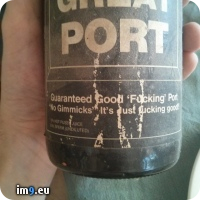 GREAT
PORT
Guaranteed Good 'Fucking' Port
"No Gimmicks" It's just fucking good!
im9.eu